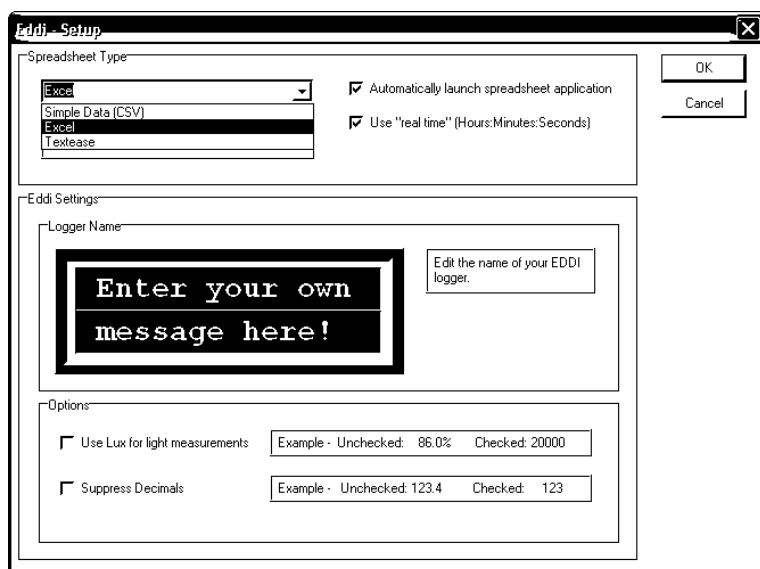 Eddi - Setup
Spreadsheet Type
Excel
Simple Data (CSV)
Excel
Textease
Automatically launch spreadsheet application
Use "real time" (Hours:Minutes:Seconds)
OK
Cancel
Eddi Settings
Logger Name
Enter your own
message here!
Edit the name of your EDDI
logger.
Options
Use Lux for light measurements
Example - Unchecked: 86.0% Checked: 20000
Suppress Decimals
Example - Unchecked: 123.4 Checked: 123